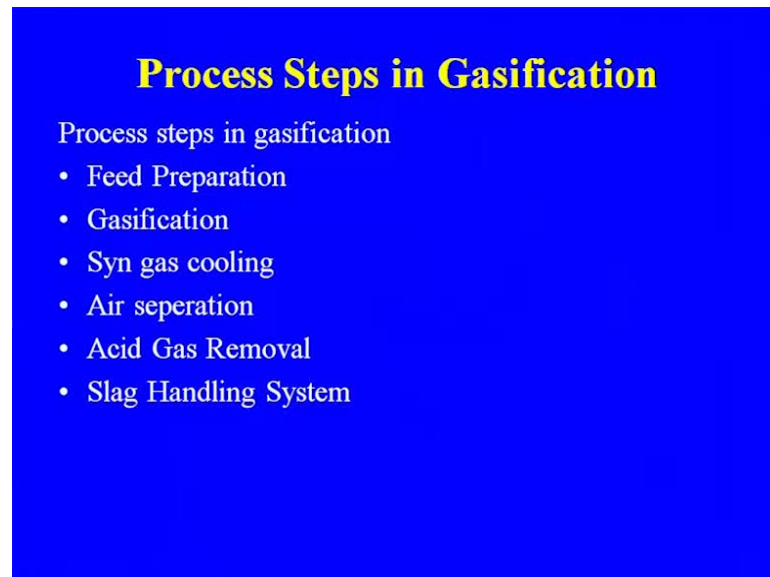 Process Steps in Gasification
Process steps in gasification
• Feed Preparation
• Gasification
• Syn gas cooling
• Air seperation
• Acid Gas Removal
• Slag Handling System